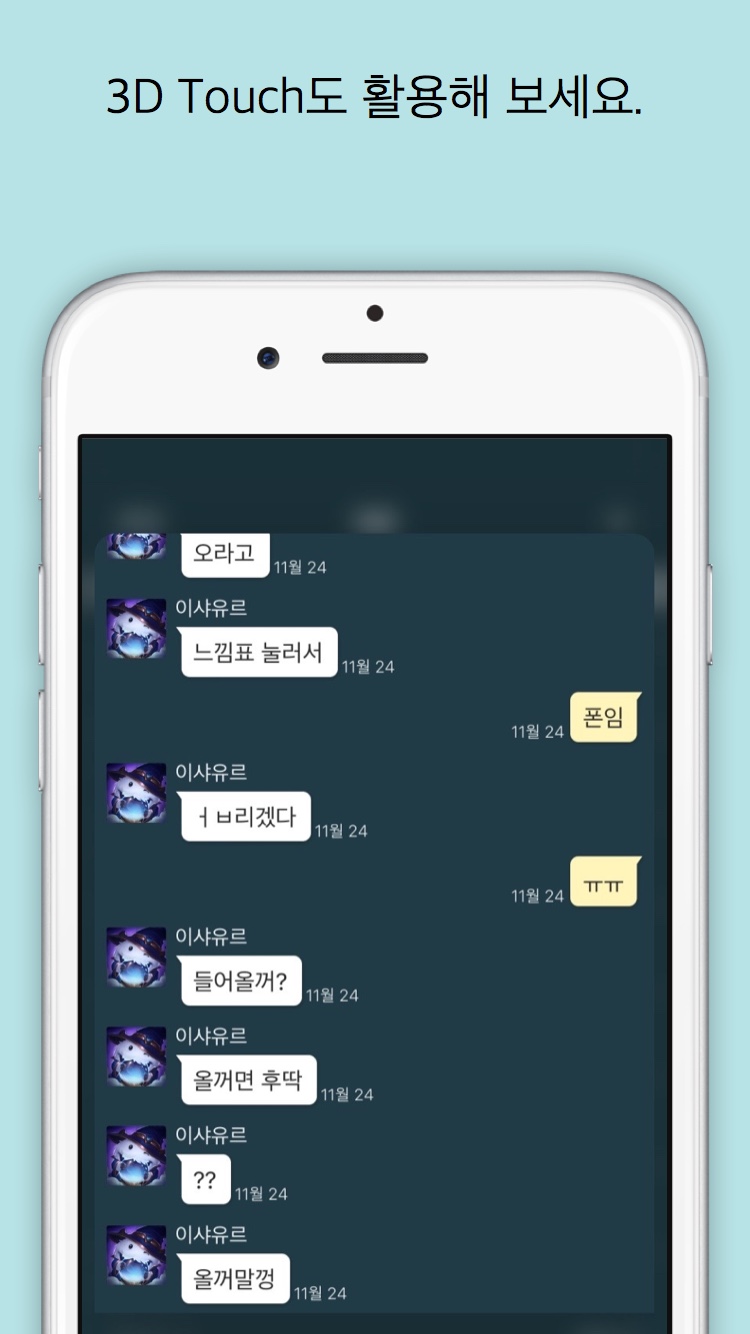 3D Touch도 활용해 보세요.
오라고
11월 24
이샤유르
느낌표 눌러서
11월 24
폰임
11월 24
이샤유르
ㅓㅂ리겠다
11월 24
ㅠㅠ
11월 24
이샤유르
들어올꺼?
11월 24
이샤유르
올꺼면 후딱
11월 24
이샤유르
??
11월 24
이샤유르
올꺼말껑
11월 24